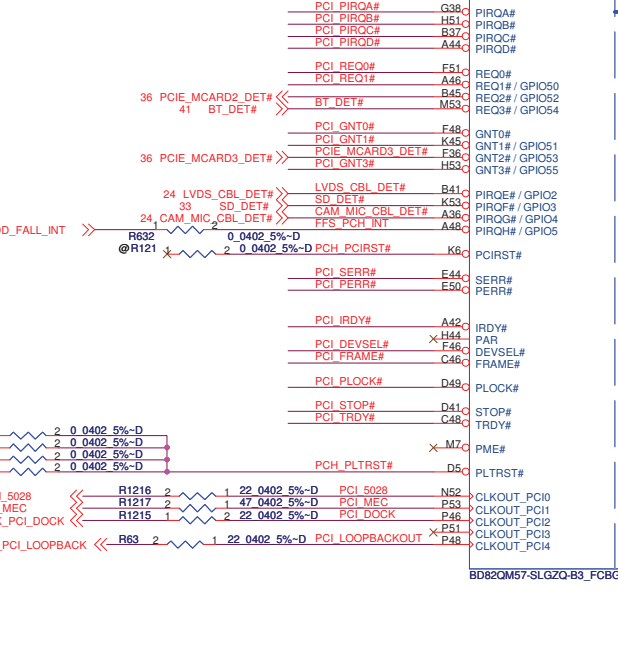 PCI_PIRQA# G38 PIRQA#
PCI_PIRQB# H51 PIRQB#
PCI_PIRQC# B37 PIRQC#
PCI_PIRQD# A44 PIRQD#
PCI_REQ0# F51 REQ0#
PCI_REQ1# A46 REQ1# / GPIO50
36 PCIE_MCARD2_DET# B45 REQ2# / GPIO52
41 BT_DET# BT_DET# M53 REQ3# / GPIO54
PCI_GNT0# F48 GNT0#
PCI_GNT1# K45 GNT1# / GPIO51
36 PCIE_MCARD3_DET# PCIE_MCARD3_DET# F36 GNT2# / GPIO53
PCI_GNT3# H53 GNT3# / GPIO55
24 LVDS_CBL_DET# LVDS_CBL_DET# B41 PIRQE# / GPIO2
33 SD_DET# SD_DET# K53 PIRQF# / GPIO3
24 CAM_MIC_CBL_DET# CAM_MIC_CBL_DET# A36 PIRQG# / GPIO4
D_FALL_INT 1 2 FFS_PCH_INT A48 PIRQH# / GPIO5
R632 0_0402_5%~D
@R121 1 2 0_0402_5%~D PCH_PCIRST# K6 PCIRST#
PCI_SERR# E44 SERR#
PCI_PERR# E50 PERR#
PCI_IRDY# A42 IRDY#
H44 PAR
PCI_DEVSEL# F46 DEVSEL#
PCI_FRAME# C46 FRAME#
PCI_PLOCK# D49 PLOCK#
PCI_STOP# D41 STOP#
PCI_TRDY# C48 TRDY#
2 0_0402_5%~D
2 0_0402_5%~D M7 PME#
2 0_0402_5%~D
2 0_0402_5%~D PCH_PLTRST# D5 PLTRST#
I_5028 R1216 2 1 22_0402_5%~D PCI_5028 N52 CLKOUT_PCI0
MEC R1217 2 1 47_0402_5%~D PCI_MEC P53 CLKOUT_PCI1
K_PCI_DOCK R1215 1 2 22_0402_5%~D PCI_DOCK P46 CLKOUT_PCI2
P51 CLKOUT_PCI3
PCI_LOOPBACK R63 2 1 22_0402_5%~D PCI_LOOPBACKOUT P48 CLKOUT_PCI4
BD82QM57-SLGZQ-B3_FCBG